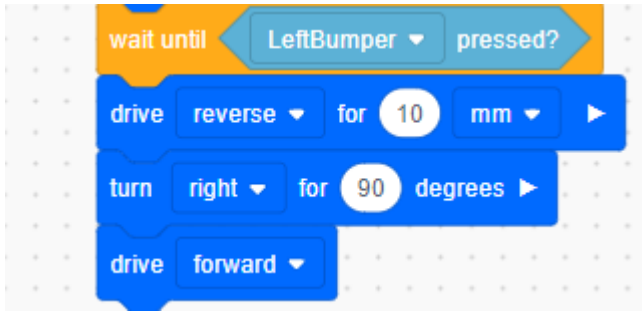 wait until LeftBumper pressed?
drive reverse for 10 mm
turn right for 90 degrees
drive forward